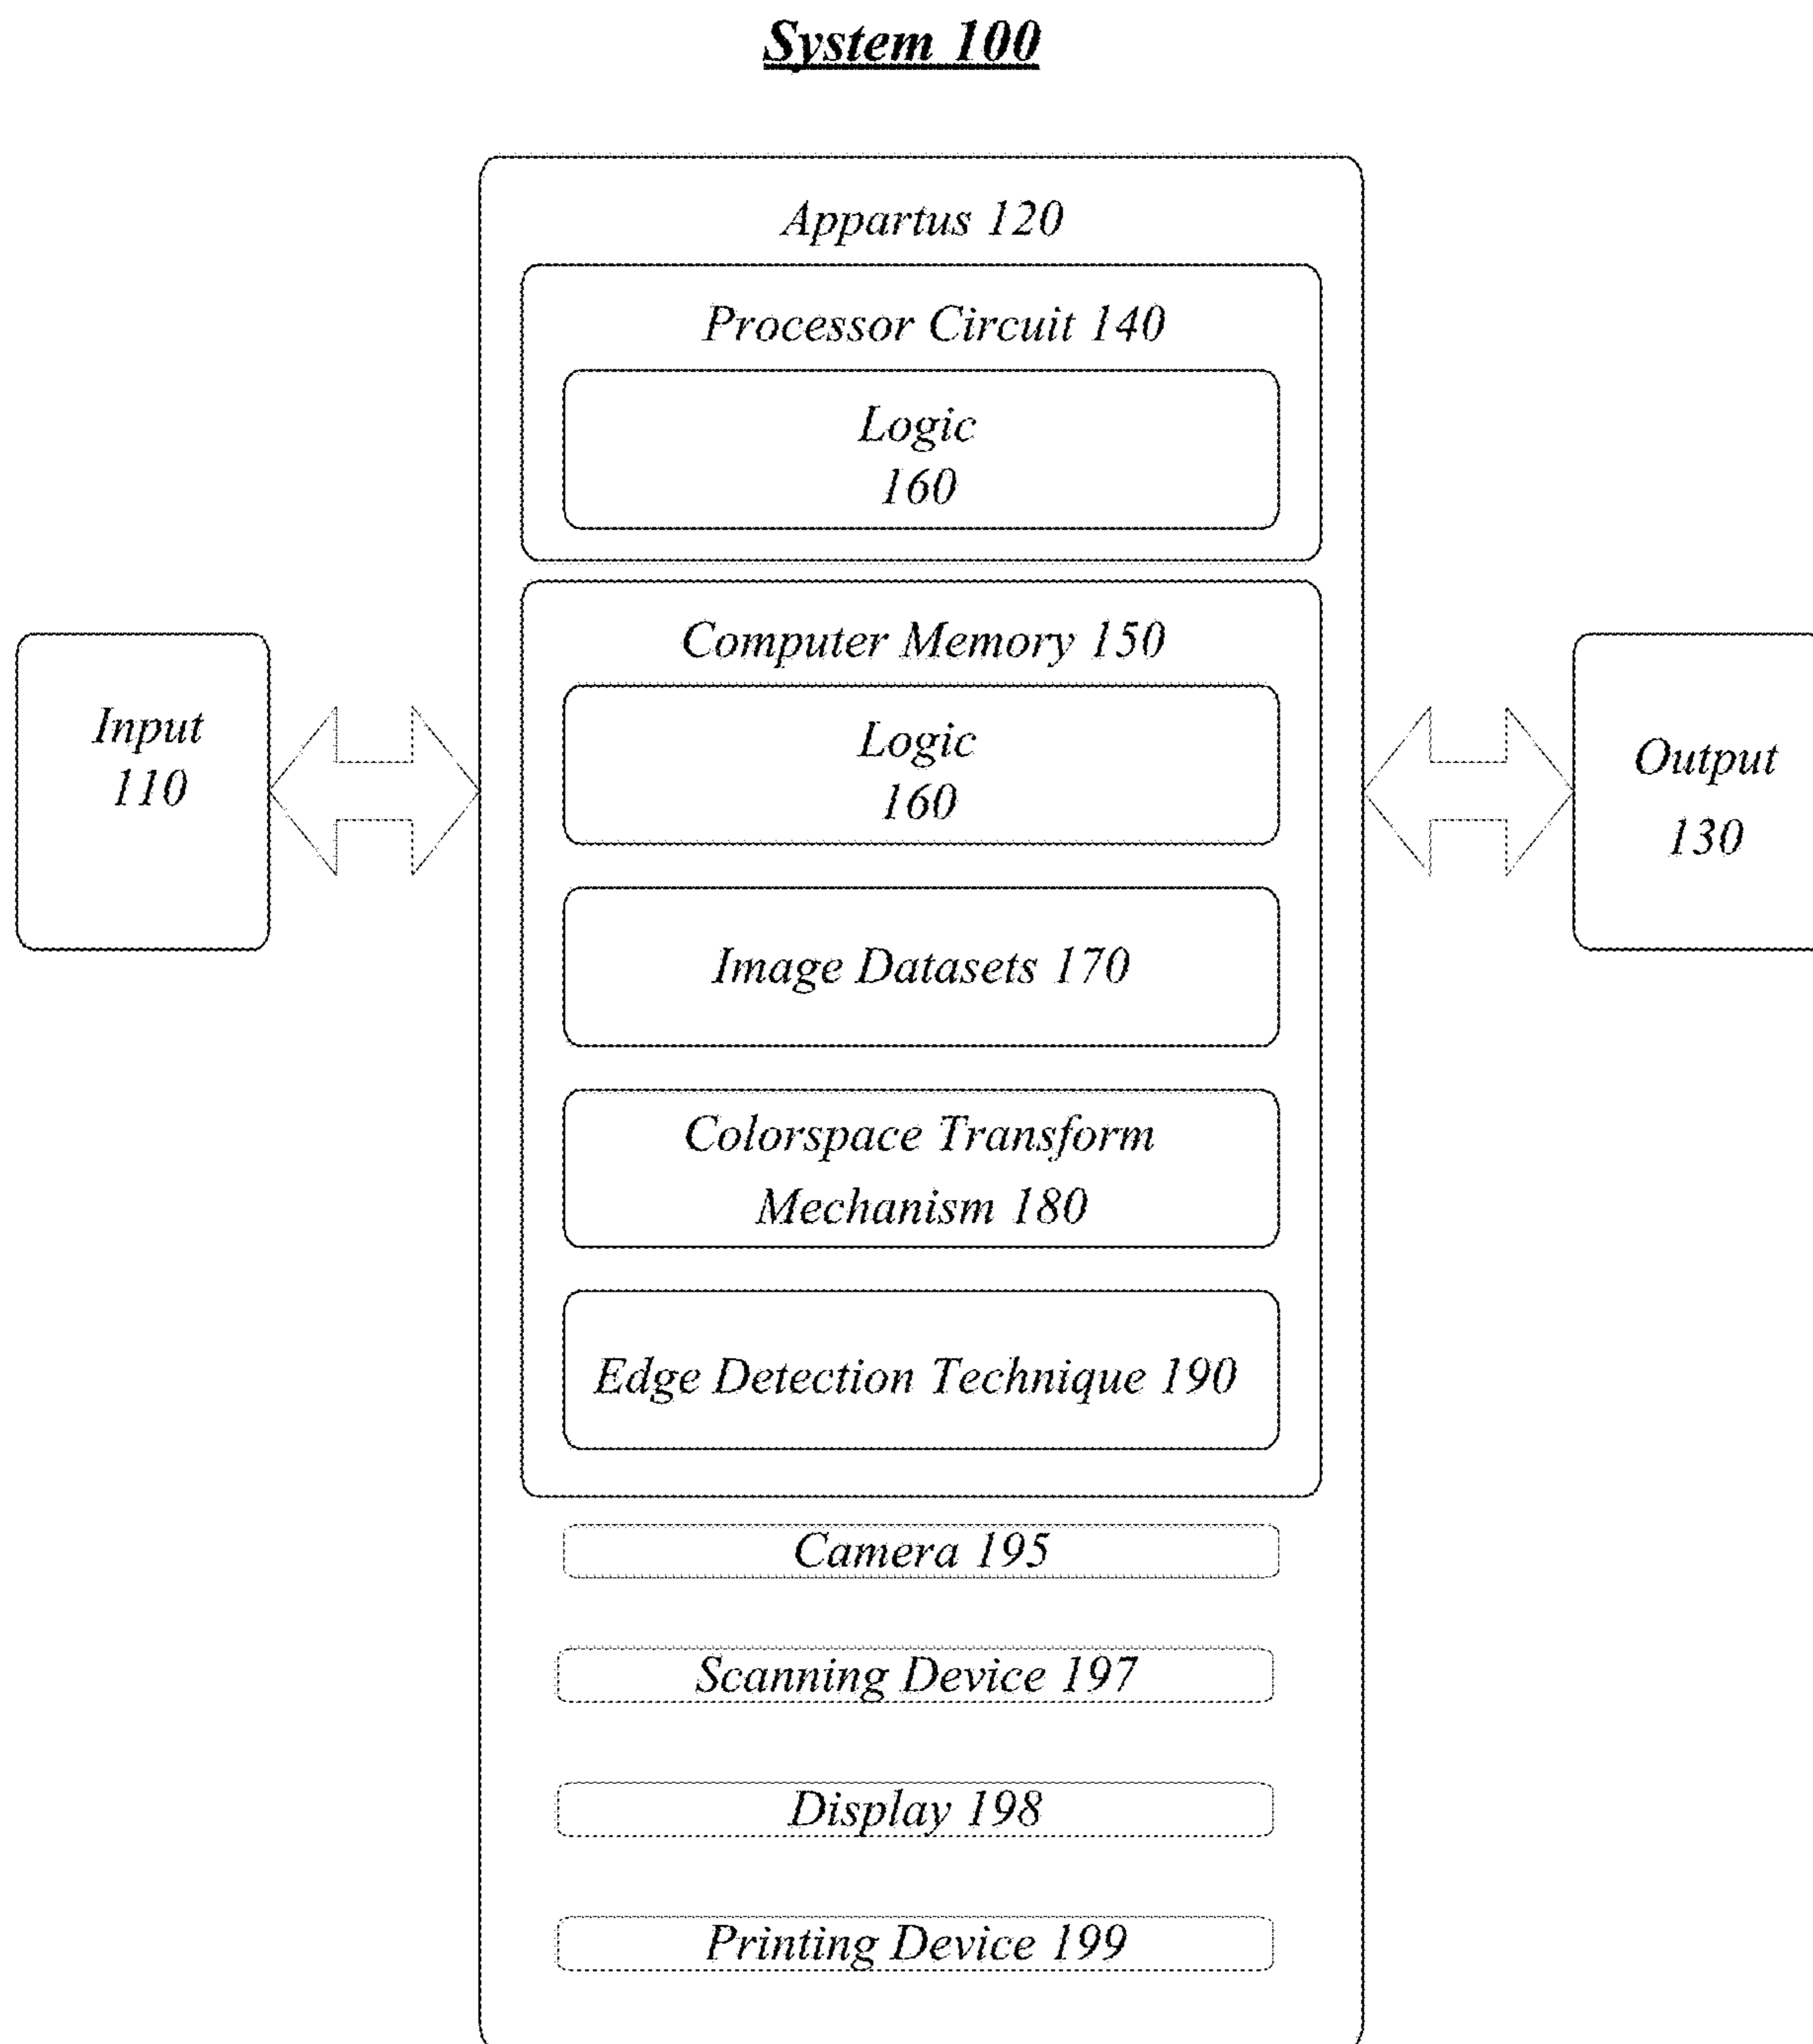 System 100
Appartus 120
Processor Circuit 140
Logic
160
Computer Memory 150
Logic
160
Image Datasets 170
Colorspace Transform
Mechanism 180
Edge Detection Technique 190
Camera 195
Scanning Device 197
Display 198
Printing Device 199
Input
110
Output
130